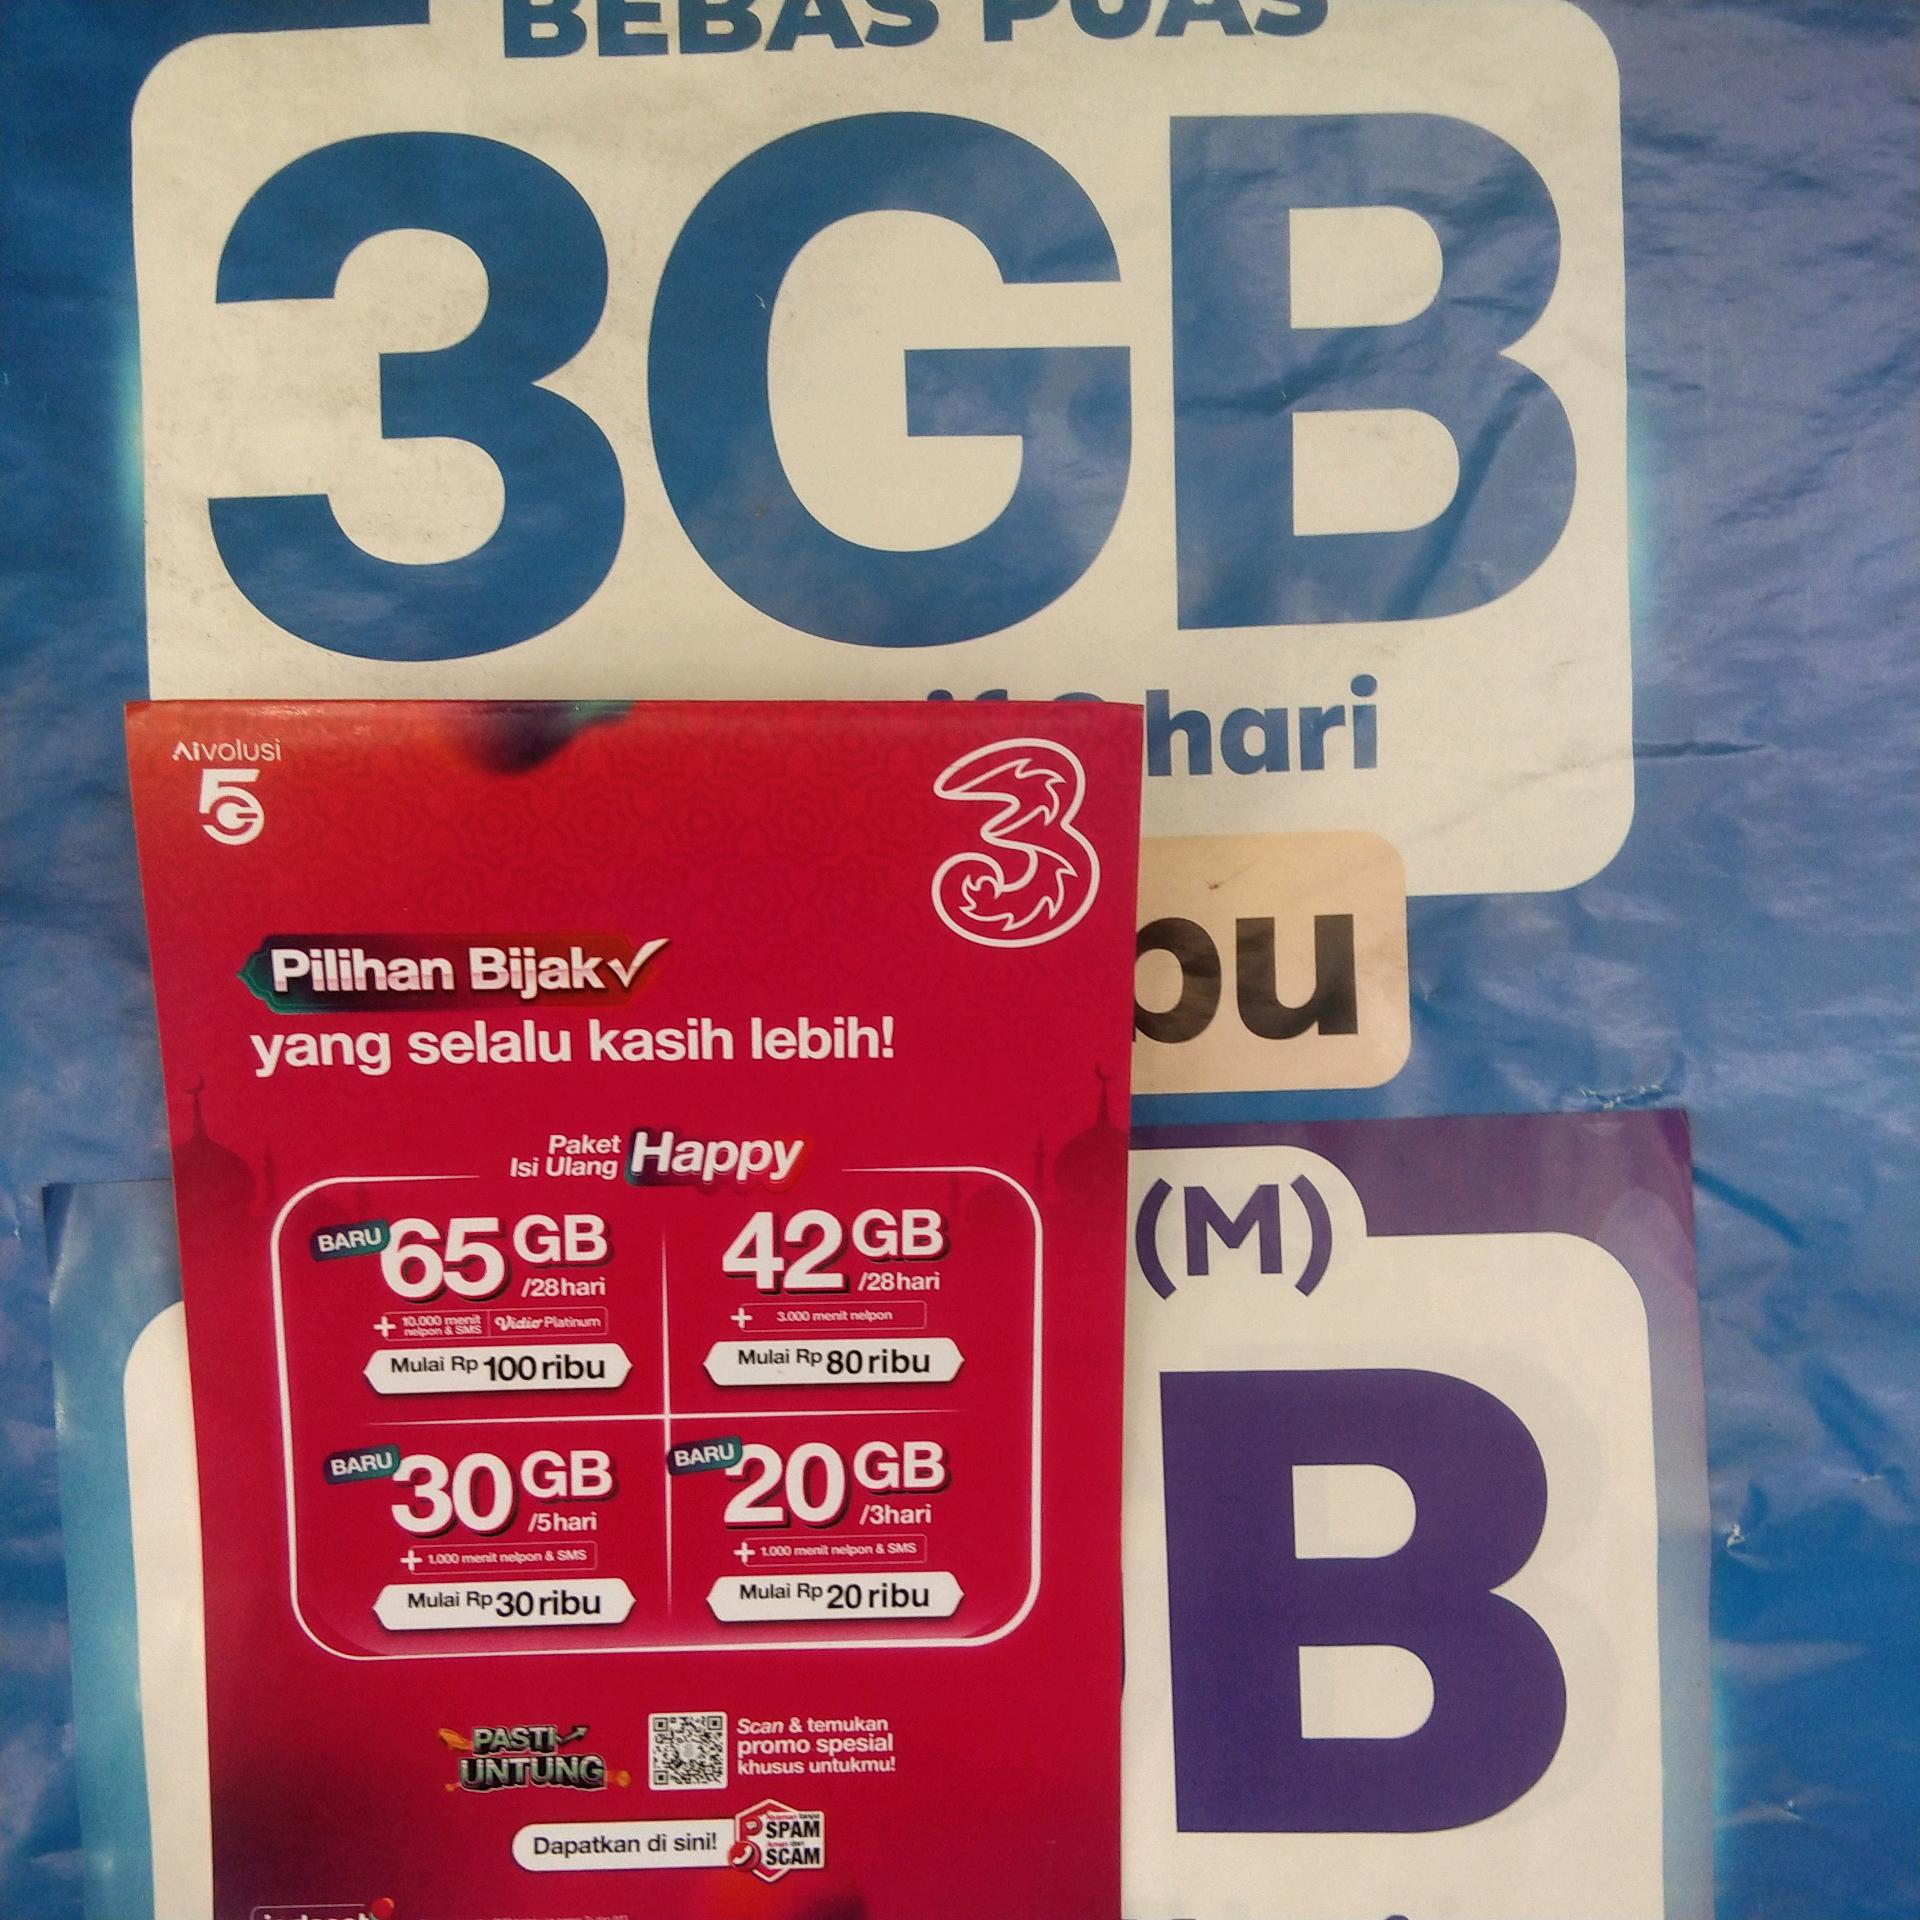 BEBAS PUAS
3GB
hari
bu
(M)
B
AIVOLUSI
5G
3
Pilihan Bijak
yang selalu kasih lebih!
Paket
Isi Ulang
Happy
BARU
65 GB
/28hari
+ 10.000 menit
nelpon & SMS
Vidio Platinum
Mulai Rp 100 ribu
42 GB
/28hari
+ 3.000 menit nelpon
Mulai Rp 80 ribu
BARU
30 GB
/5hari
+ 1.000 menit nelpon & SMS
Mulai Rp 30 ribu
BARU
20 GB
/3hari
+ 1.000 menit nelpon & SMS
Mulai Rp 20 ribu
PASTI
UNTUNG
Scan & temukan
promo spesial
khusus untukmu!
Dapatkan di sini!
SPAM
SCAM